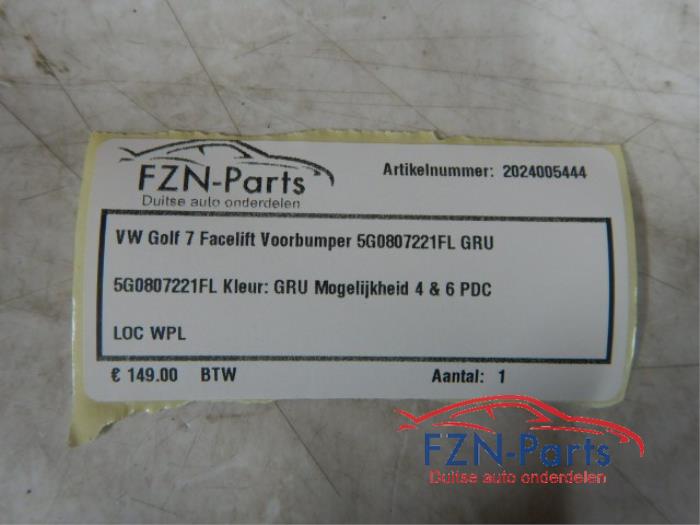 FZN-Parts
Duitse auto onderdelen
Artikelnummer: 2024005444
VW Golf 7 Facelift Voorbumper 5G0807221FL GRU
5G0807221FL Kleur: GRU Mogelijkheid 4 & 6 PDC
LOC WPL
€ 149.00 BTW
Aantal: 1
FZN-Parts
Duitse auto onderdelen